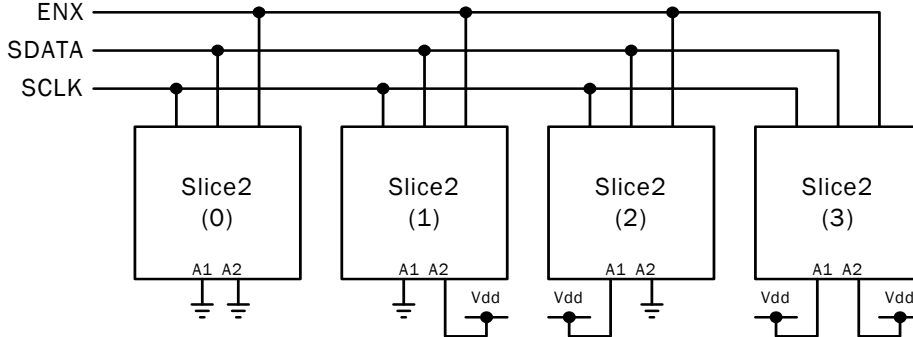 ENX
SDATA
SCLK
Slice2 Slice2 Slice2 Slice2
(0) (1) (2) (3)
A1 A2 A1 A2 A1 A2 A1 A2
Vdd Vdd Vdd Vdd